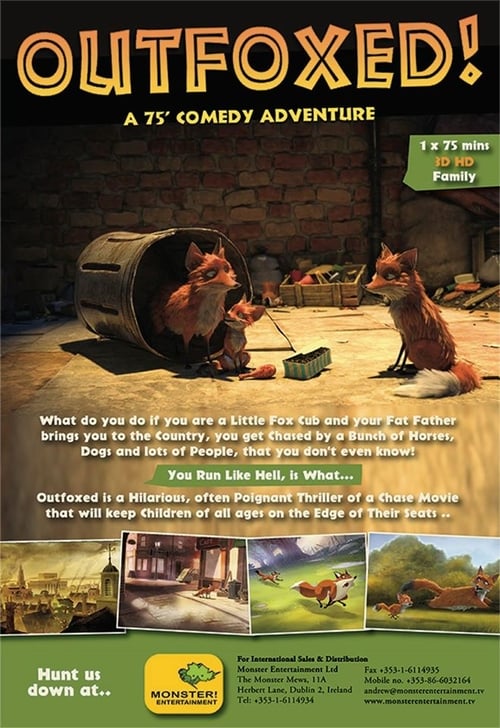 OUTFOXED!
A 75' COMEDY ADVENTURE
1 x 75 mins
3D HD
Family
What do you do if you are a Little Fox Cub and your Fat Father
brings you to the Country, you get Chased by a Bunch of Horses,
Dogs and lots of People, that you don't even know!
You Run Like Hell, is What...
Outfoxed is a Hilarious, often Poignant Thriller of a Chase Movie
that will keep Children of all ages on the Edge of Their Seats ..
Hunt us
down at..
MONSTER!
ENTERTAINMENT
For International Sales & Distribution
Monster Entertainment Ltd
The Monster Mews, 11A
Herbert Lane, Dublin 2, Ireland
Tel: +353-1-6114934
Fax +353-1-6114935
Mobile no. +353-86-6032164
andrew@monsterentertainment.tv
www.monsterentertainment.tv